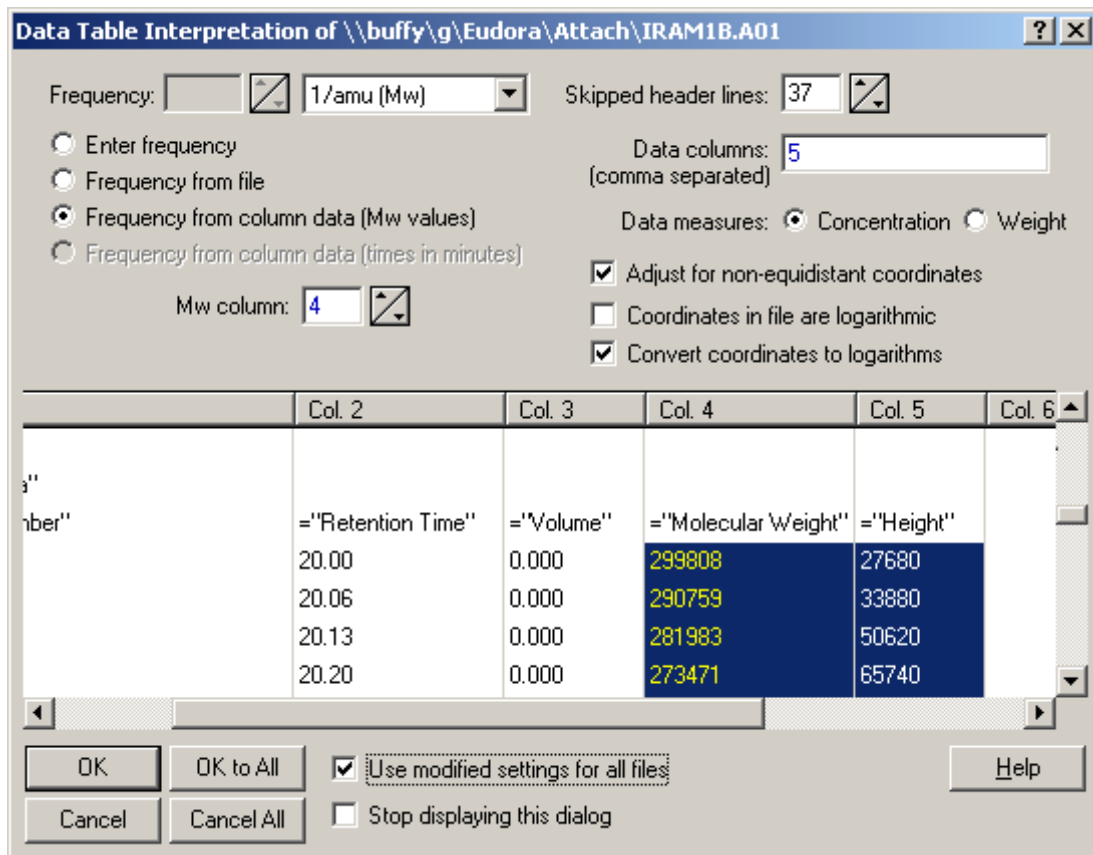 Data Table Interpretation of \\buffy\g\Eudora\Attach\IRAM1B.A01
Frequency: 1/amu (Mw) Skipped header lines: 37
Enter frequency
Frequency from file
Frequency from column data (Mw values)
Frequency from column data (times in minutes)
Mw column: 4
Data columns: 5
(comma separated)
Data measures: Concentration Weight
Adjust for non-equidistant coordinates
Coordinates in file are logarithmic
Convert coordinates to logarithms
Col. 2 Col. 3 Col. 4 Col. 5 Col. 6
a"
nber" ="Retention Time" ="Volume" ="Molecular Weight" ="Height"
20.00 0.000 299808 27680
20.06 0.000 290759 33880
20.13 0.000 281983 50620
20.20 0.000 273471 65740
OK OK to All Use modified settings for all files Help
Cancel Cancel All Stop displaying this dialog